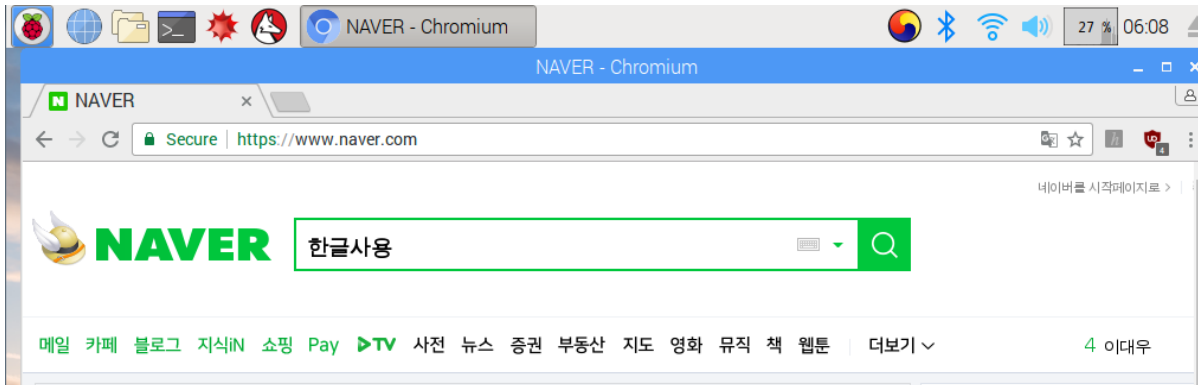 NAVER - Chromium 27 % 06:08
NAVER - Chromium
NAVER
Secure https://www.naver.com
네이버를 시작페이지로 >
NAVER 한글사용
메일 카페 블로그 지식iN 쇼핑 Pay TV 사전 뉴스 증권 부동산 지도 영화 뮤직 책 웹툰 더보기 4 이대우